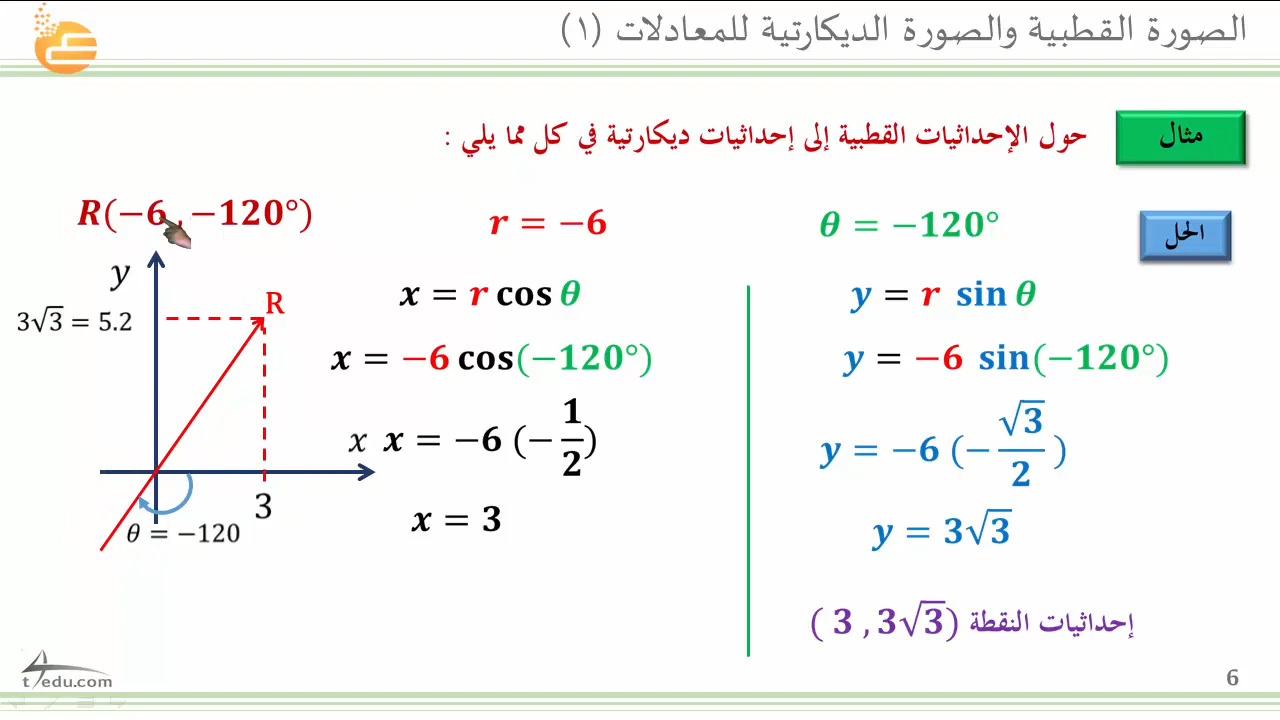 الصورة القطبية والصورة الديكارتية للمعادلات (١)
مثال
حول الإحداثيات القطبية إلى إحداثيات ديكارتية في كل مما يلي :
الحل
R(−6 , −120°)
r = −6
θ = −120°
x = r cos θ
y = r sin θ
x = −6 cos(−120°)
y = −6 sin(−120°)
x = −6 (−1/2)
y = −6 (−√3/2 )
x = 3
y = 3√3
إحداثيات النقطة (3 , 3√3 )
y
R
3√3 = 5.2
x
3
θ = −120
t4edu.com
6